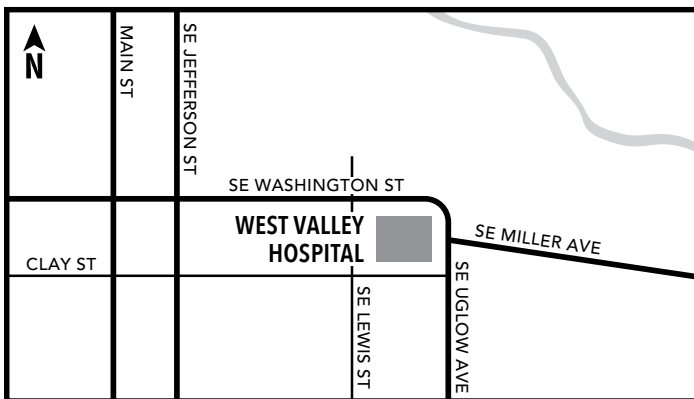 N
MAIN ST
SE JEFFERSON ST
SE WASHINGTON ST
WEST VALLEY
HOSPITAL
SE MILLER AVE
CLAY ST
SE LEWIS ST
SE UGLOW AVE